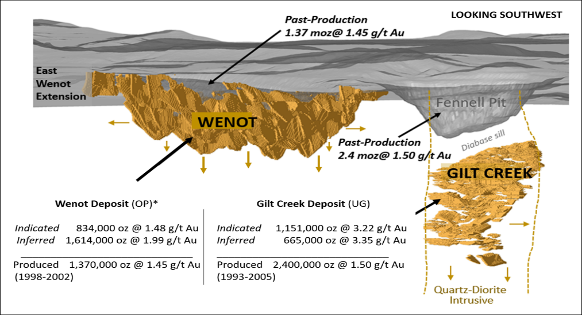 LOOKING SOUTHWEST
Past-Production
1.37 moz@ 1.45 g/t Au
East
Wenot
Extension
WENOT
Fennell Pit
Past-Production
2.4 moz@ 1.50 g/t Au
Diabase sill
GILT CREEK
Wenot Deposit (OP)*
Indicated 834,000 oz @ 1.48 g/t Au
Inferred 1,614,000 oz @ 1.99 g/t Au
Produced 1,370,000 oz @ 1.45 g/t Au
(1998-2002)
Gilt Creek Deposit (UG)
Indicated 1,151,000 oz @ 3.22 g/t Au
Inferred 665,000 oz @ 3.35 g/t Au
Produced 2,400,000 oz @ 1.50 g/t Au
(1993-2005)
Quartz-Diorite
Intrusive